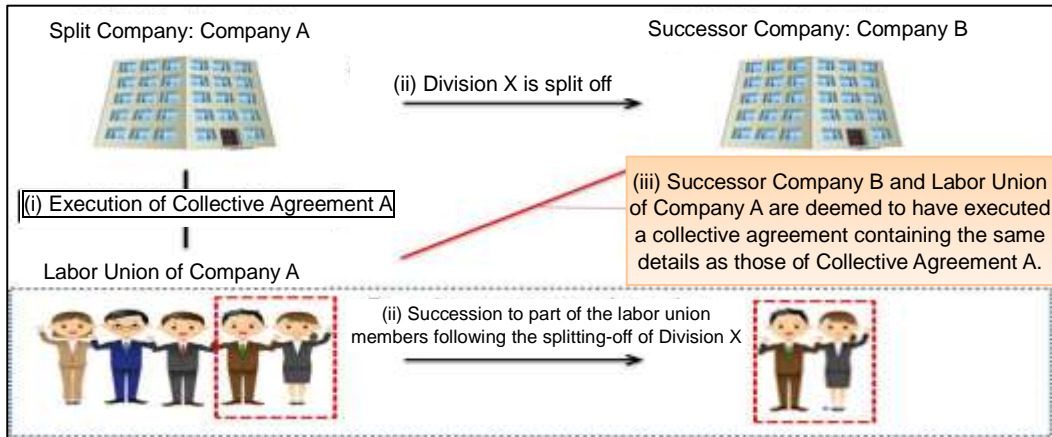 Split Company: Company A
Successor Company: Company B
(ii) Division X is split off
(i) Execution of Collective Agreement A
(iii) Successor Company B and Labor Union
of Company A are deemed to have executed
a collective agreement containing the same
details as those of Collective Agreement A.
Labor Union of Company A
(ii) Succession to part of the labor union
members following the splitting-off of Division X